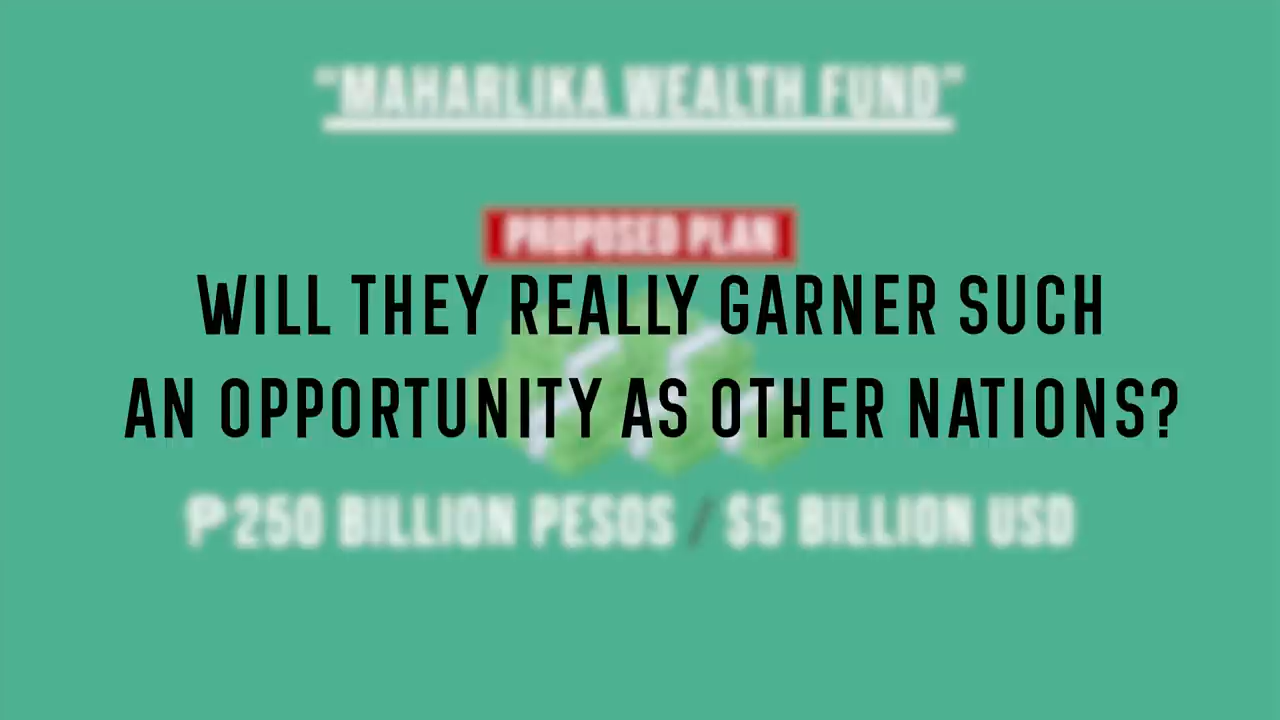 "MAHARLIKA WEALTH FUND"
PROPOSED PLAN
WILL THEY REALLY GARNER SUCH
AN OPPORTUNITY AS OTHER NATIONS?
₱250 BILLION PESOS / $5 BILLION USD